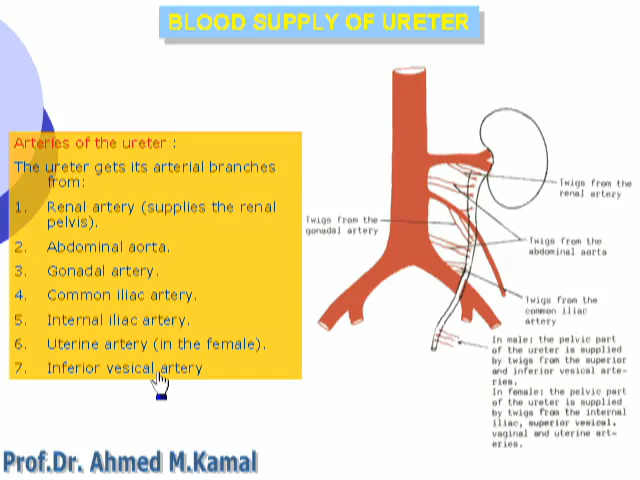 BLOOD SUPPLY OF URETER
Arteries of the ureter :
The ureter gets its arterial branches
from:
1. Renal artery (supplies the renal
pelvis).
2. Abdominal aorta.
3. Gonadal artery.
4. Common iliac artery.
5. Internal iliac artery.
6. Uterine artery (in the female).
7. Inferior vesical artery
Twigs from the
renal artery
Twigs from the
gonadal artery
Twigs from the
abdominal aorta
Twigs from the
common iliac
artery
In male: the pelvic part
of the ureter is supplied
by twigs from the superior
and inferior vesical arte-
ries.
In female: the pelvic part
of the ureter is supplied
by twigs from the internal
iliac, superior vesical.
vaginal and uterine art-
eries.
Prof.Dr. Ahmed M.Kamal